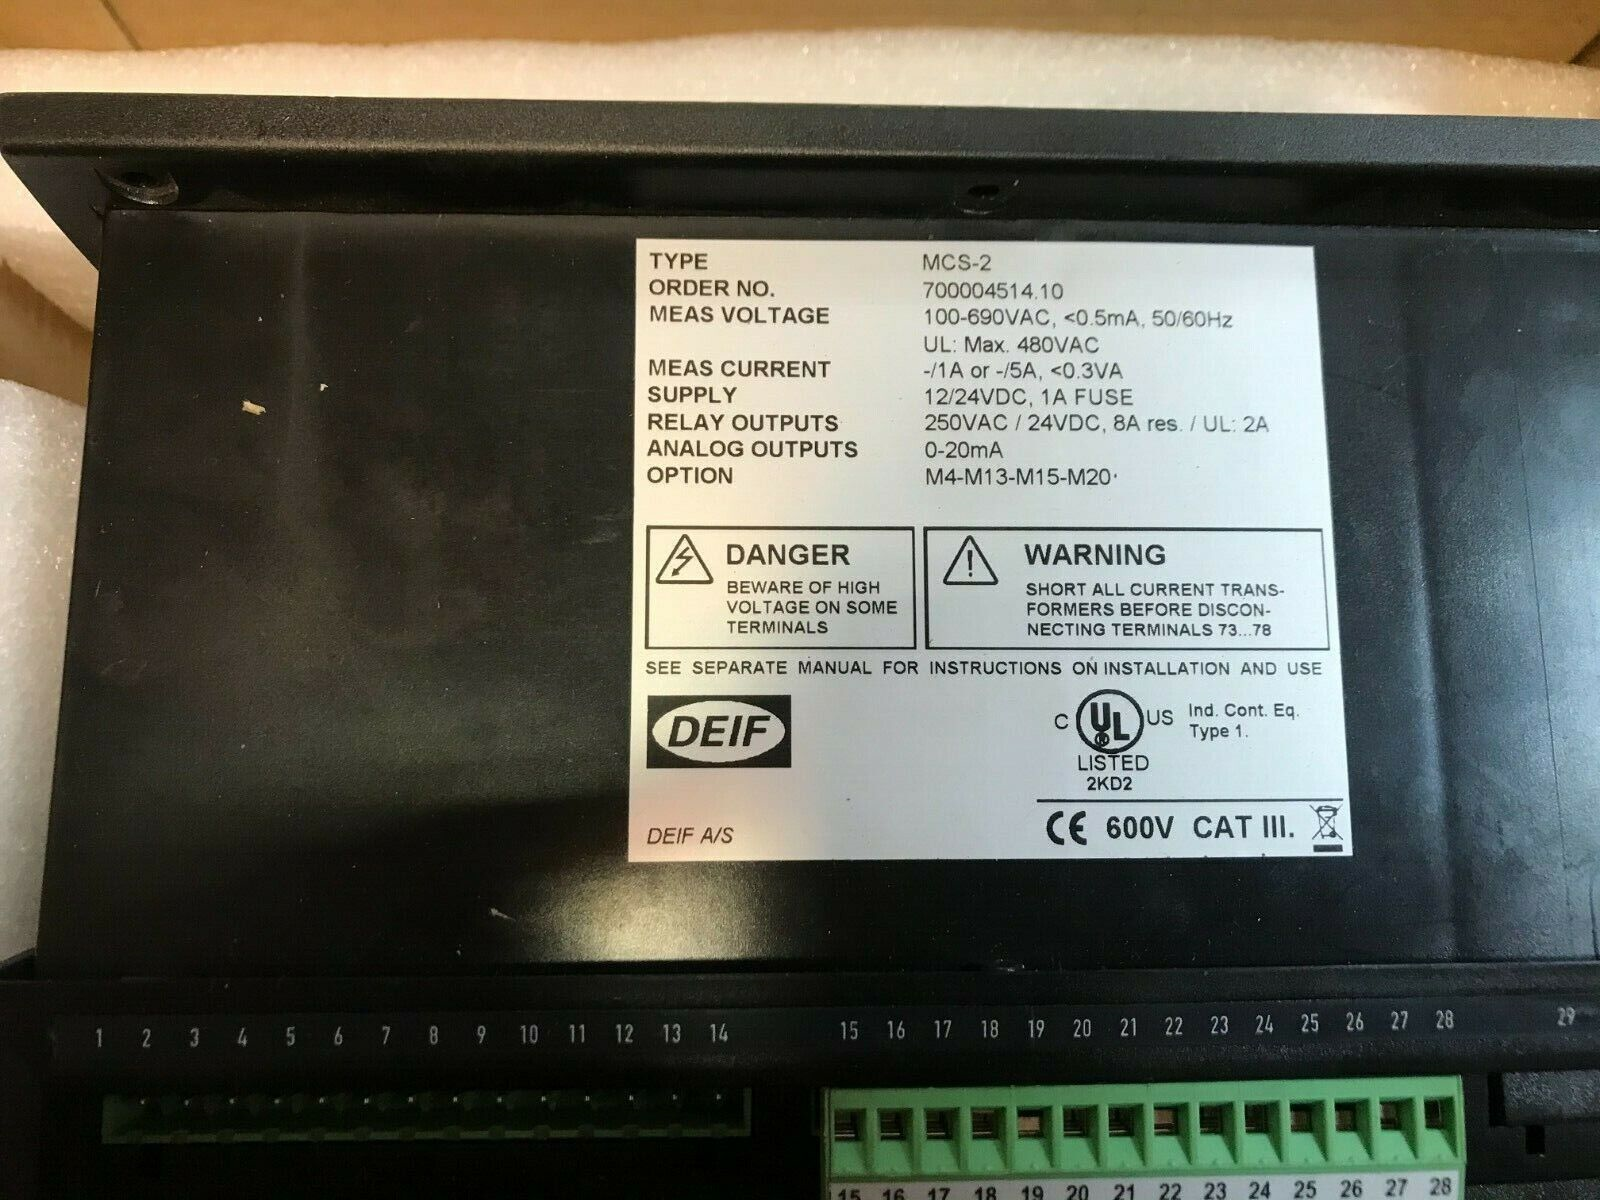 TYPE MCS-2
ORDER NO. 700004514.10
MEAS VOLTAGE 100-690VAC, <0.5mA, 50/60Hz
UL: Max. 480VAC
MEAS CURRENT -/1A or -/5A, <0.3VA
SUPPLY 12/24VDC, 1A FUSE
RELAY OUTPUTS 250VAC / 24VDC, 8A res. / UL: 2A
ANALOG OUTPUTS 0-20mA
OPTION M4-M13-M15-M20
DANGER
BEWARE OF HIGH
VOLTAGE ON SOME
TERMINALS
WARNING
SHORT ALL CURRENT TRANS-
FORMERS BEFORE DISCON-
NECTING TERMINALS 73...78
SEE SEPARATE MANUAL FOR INSTRUCTIONS ON INSTALLATION AND USE
DEIF
C UL® US Ind. Cont. Eq.
Type 1.
LISTED
2KD2
DEIF A/S
CE 600V CAT III.
1 2 3 4 5 6 7 8 9 10 11 12 13 14 15 16 17 18 19 20 21 22 23 24 25 26 27 28 29
15 16 17 18 19 20 21 22 23 24 25 26 27 28